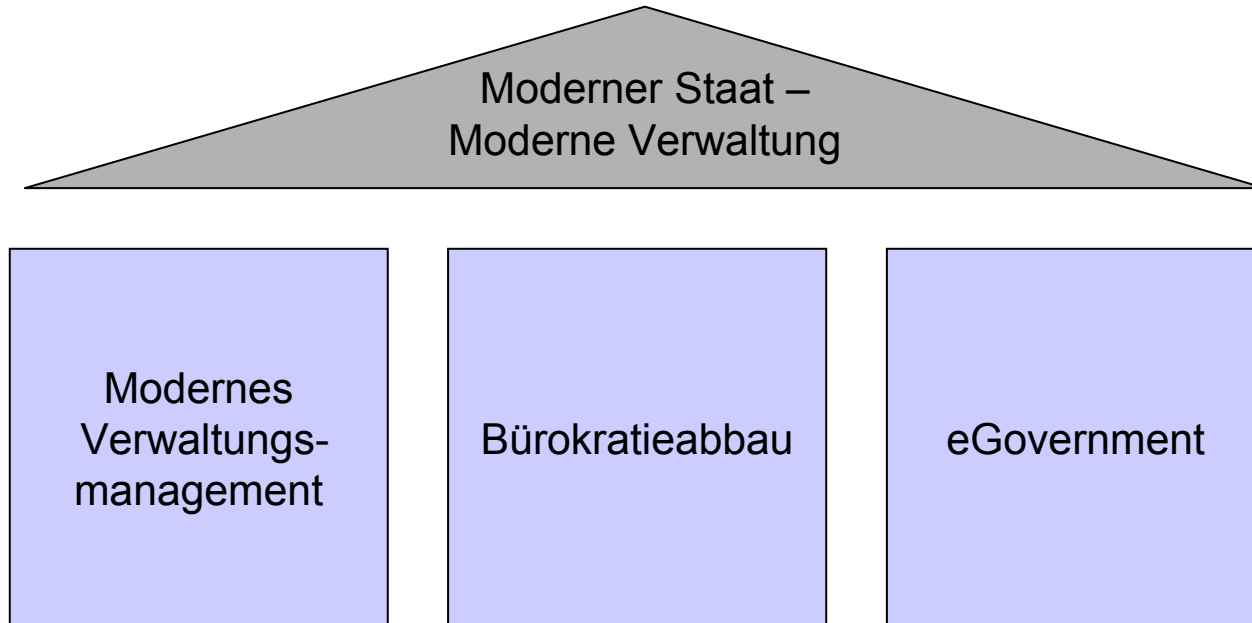 Moderner Staat –
Moderne Verwaltung
Modernes
Verwaltungs-
management
Bürokratieabbau
eGovernment